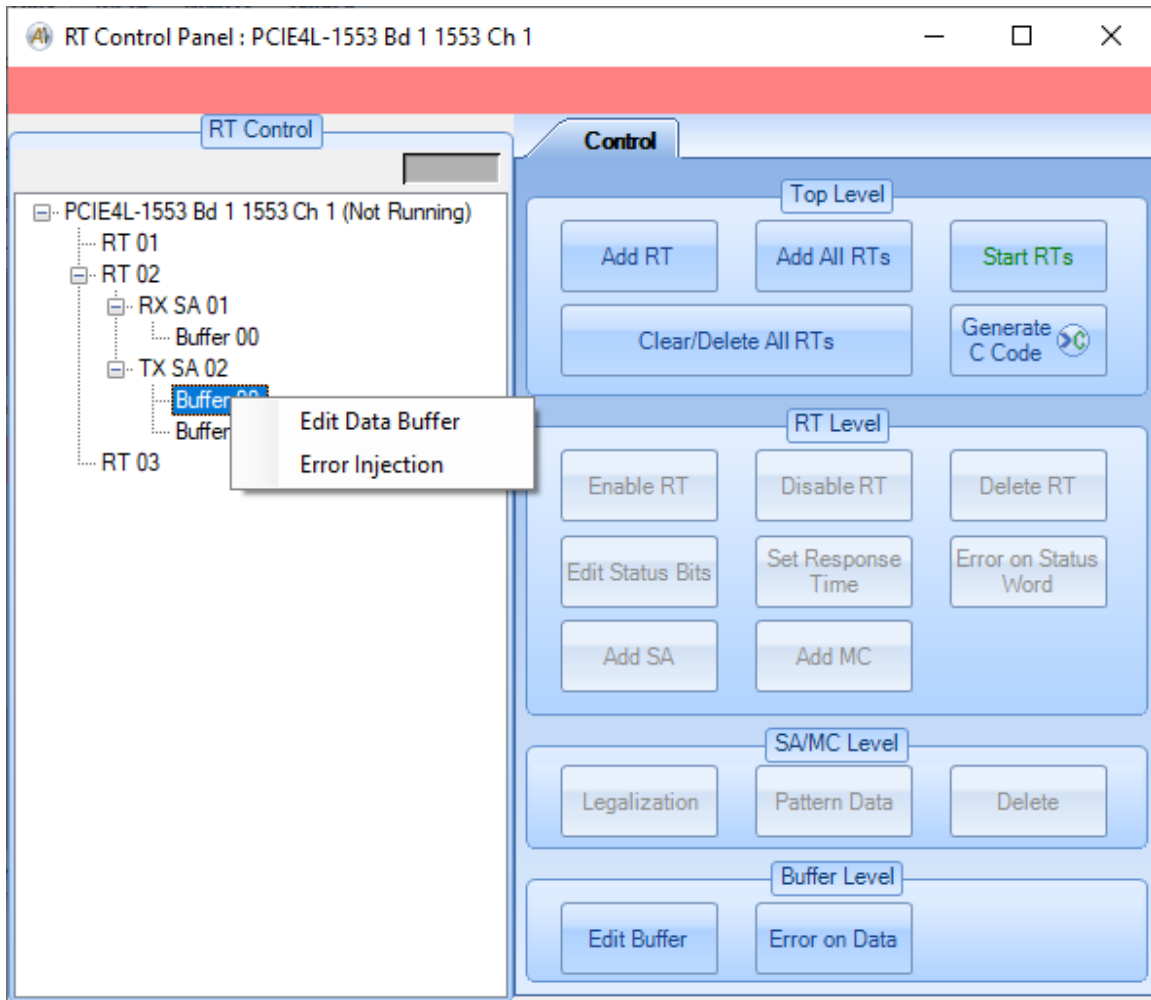 RT Control Panel : PCIE4L-1553 Bd 1 1553 Ch 1
RT Control
PCIE4L-1553 Bd 1 1553 Ch 1 (Not Running)
RT 01
RT 02
RX SA 01
Buffer 00
TX SA 02
Buffer
Buffer
RT 03
Edit Data Buffer
Error Injection
Control
Top Level
Add RT
Add All RTs
Start RTs
Clear/Delete All RTs
Generate
C Code
RT Level
Enable RT
Disable RT
Delete RT
Edit Status Bits
Set Response
Time
Error on Status
Word
Add SA
Add MC
SA/MC Level
Legalization
Pattern Data
Delete
Buffer Level
Edit Buffer
Error on Data